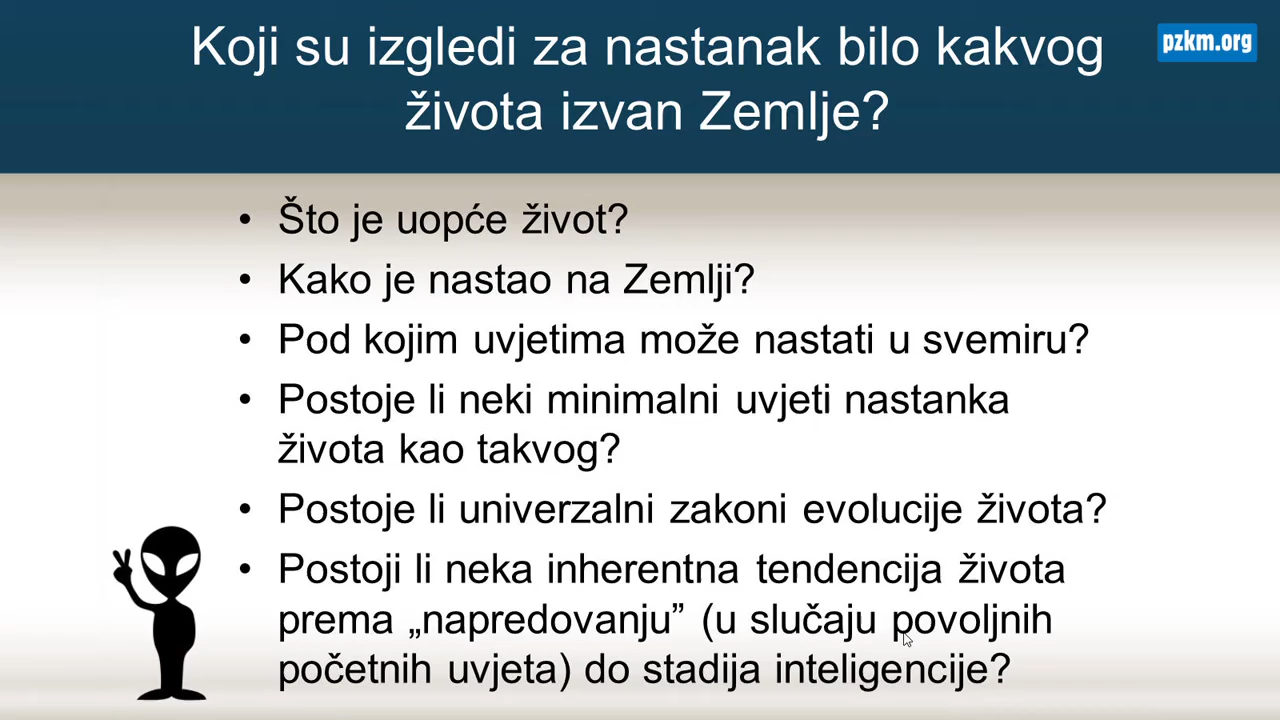 Koji su izgledi za nastanak bilo kakvog
života izvan Zemlje?
pzkm.org
• Što je uopće život?
• Kako je nastao na Zemlji?
• Pod kojim uvjetima može nastati u svemiru?
• Postoje li neki minimalni uvjeti nastanka
života kao takvog?
• Postoje li univerzalni zakoni evolucije života?
• Postoji li neka inherentna tendencija života
prema „napredovanju” (u slučaju povoljnih
početnih uvjeta) do stadija inteligencije?